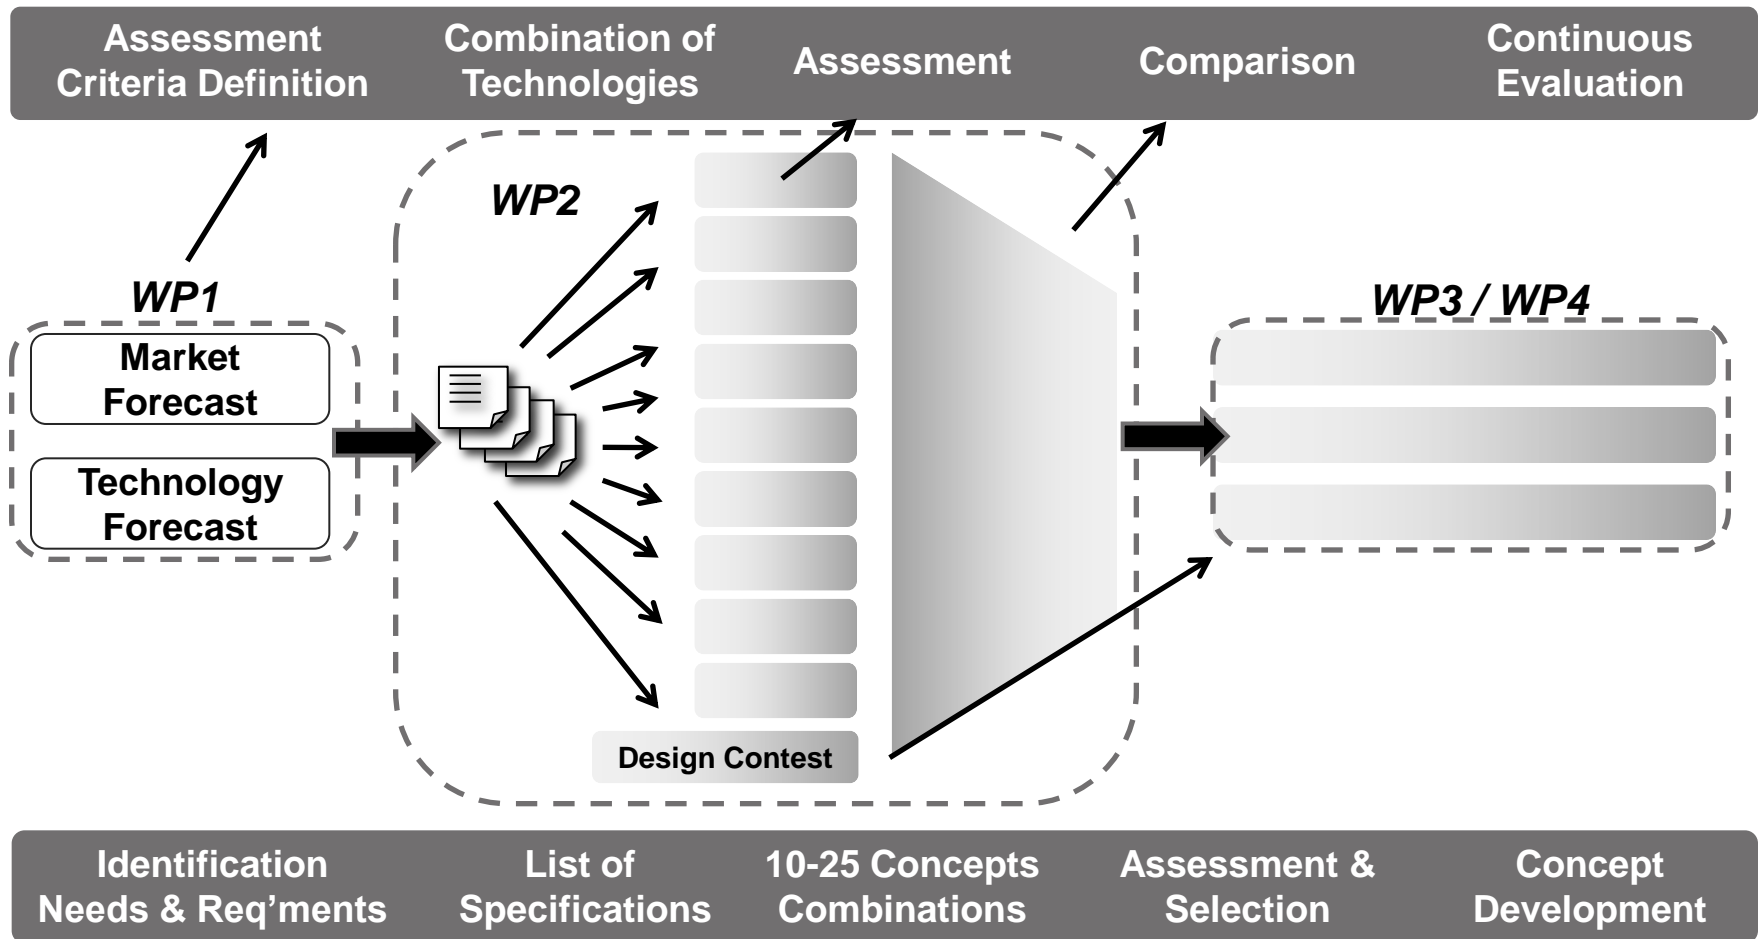 Assessment
Criteria Definition
Combination of
Technologies
Assessment
Comparison
Continuous
Evaluation
WP2
WP1
Market
Forecast
Technology
Forecast
WP3 / WP4
Design Contest
Identification
Needs & Req’ments
List of
Specifications
10-25 Concepts
Combinations
Assessment &
Selection
Concept
Development